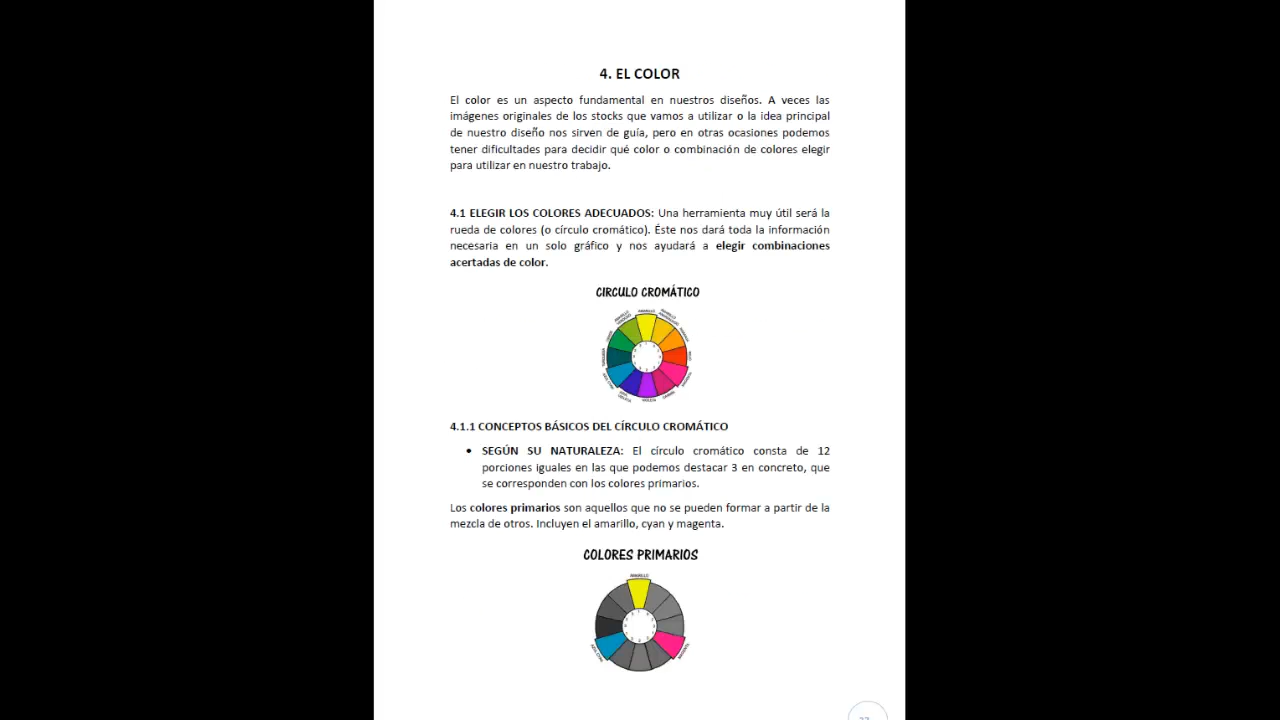 4. EL COLOR
El color es un aspecto fundamental en nuestros diseños. A veces las
imágenes originales de los stocks que vamos a utilizar o la idea principal
de nuestro diseño nos sirven de guía, pero en otras ocasiones podemos
tener dificultades para decidir qué color o combinación de colores elegir
para utilizar en nuestro trabajo.
4.1 ELEGIR LOS COLORES ADECUADOS: Una herramienta muy útil será la
rueda de colores (o círculo cromático). Éste nos dará toda la información
necesaria en un solo gráfico y nos ayudará a elegir combinaciones
acertadas de color.
CIRCULO CROMÁTICO
AMARILLO
4.1.1 CONCEPTOS BÁSICOS DEL CÍRCULO CROMÁTICO
• SEGÚN SU NATURALEZA: El círculo cromático consta de 12
porciones iguales en las que podemos destacar 3 en concreto, que
se corresponden con los colores primarios.
Los colores primarios son aquellos que no se pueden formar a partir de la
mezcla de otros. Incluyen el amarillo, cyan y magenta.
COLORES PRIMARIOS
AMARILLO
MAGENTA